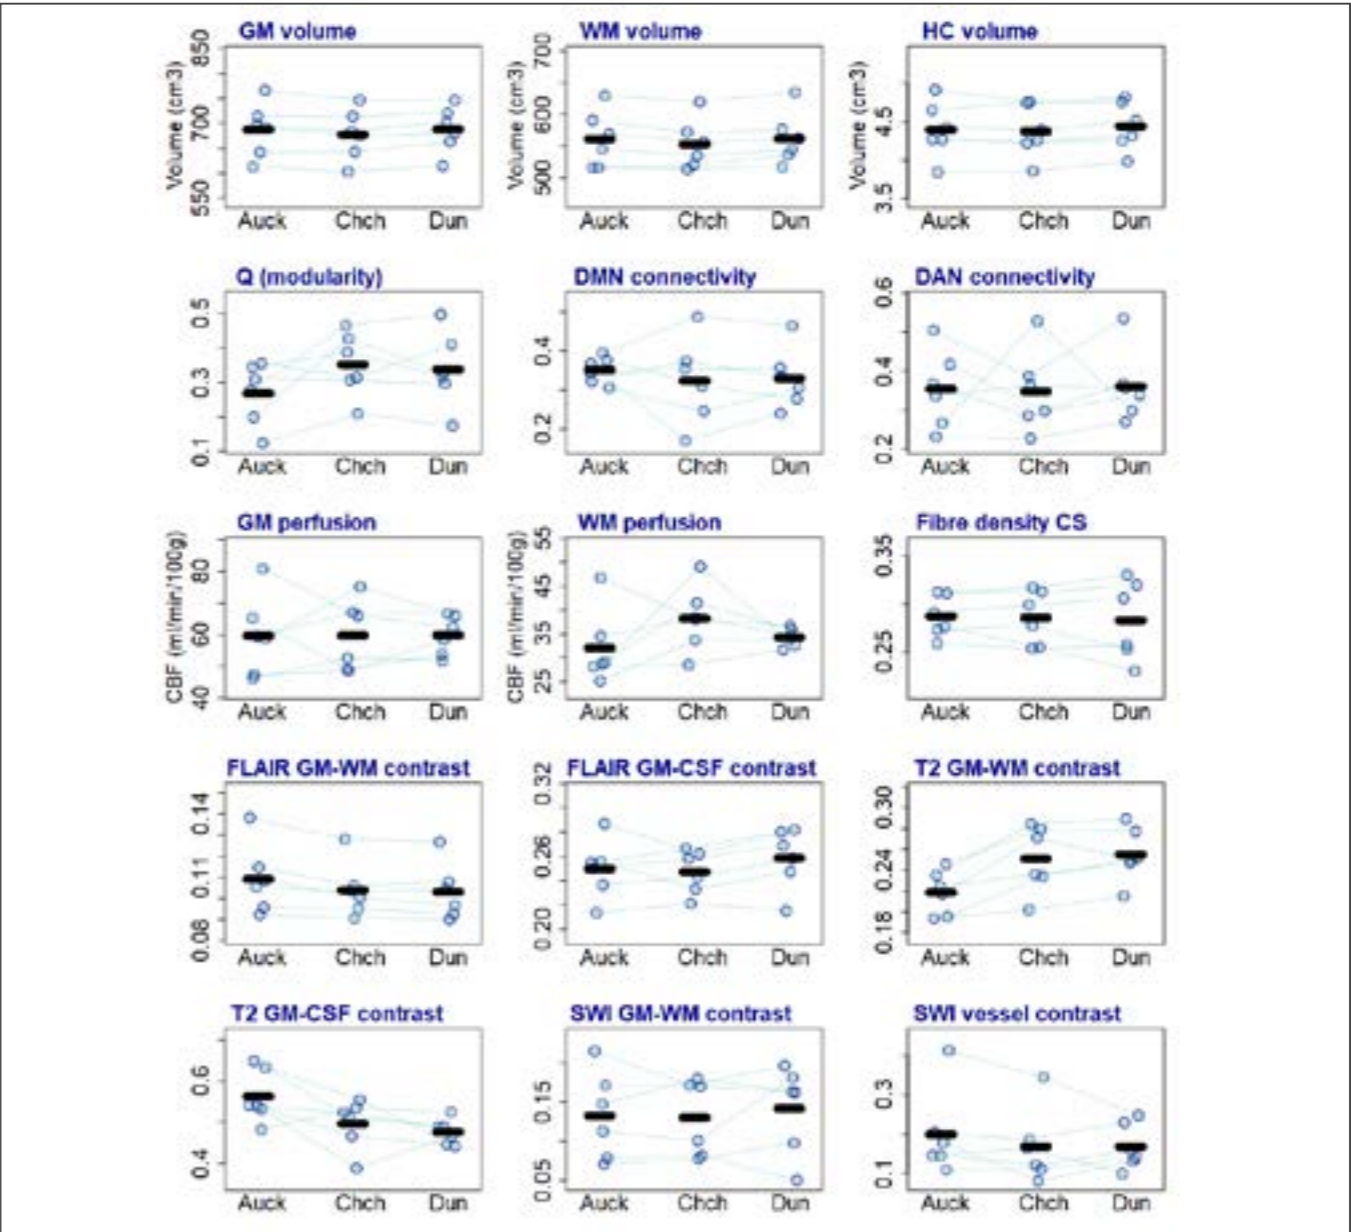 GM volume
WM volume
HC volume
Volume (cm3)
550 700 850
Auck Chch Dun
Volume (cm3)
500 600 700
Auck Chch Dun
Volume (cm3)
3.5 4.5
Auck Chch Dun
Q (modularity)
DMN connectivity
DAN connectivity
0.1 0.3 0.5
Auck Chch Dun
0.2 0.4
Auck Chch Dun
0.2 0.4 0.6
Auck Chch Dun
GM perfusion
WM perfusion
Fibre density CS
CBF (ml/min/100g)
40 60 80
Auck Chch Dun
CBF (ml/min/100g)
25 35 45 55
Auck Chch Dun
0.25 0.35
Auck Chch Dun
FLAIR GM-WM contrast
FLAIR GM-CSF contrast
T2 GM-WM contrast
0.08 0.11 0.14
Auck Chch Dun
0.20 0.26 0.32
Auck Chch Dun
0.18 0.24 0.30
Auck Chch Dun
T2 GM-CSF contrast
SWI GM-WM contrast
SWI vessel contrast
0.4 0.6
Auck Chch Dun
0.05 0.15
Auck Chch Dun
0.1 0.3
Auck Chch Dun